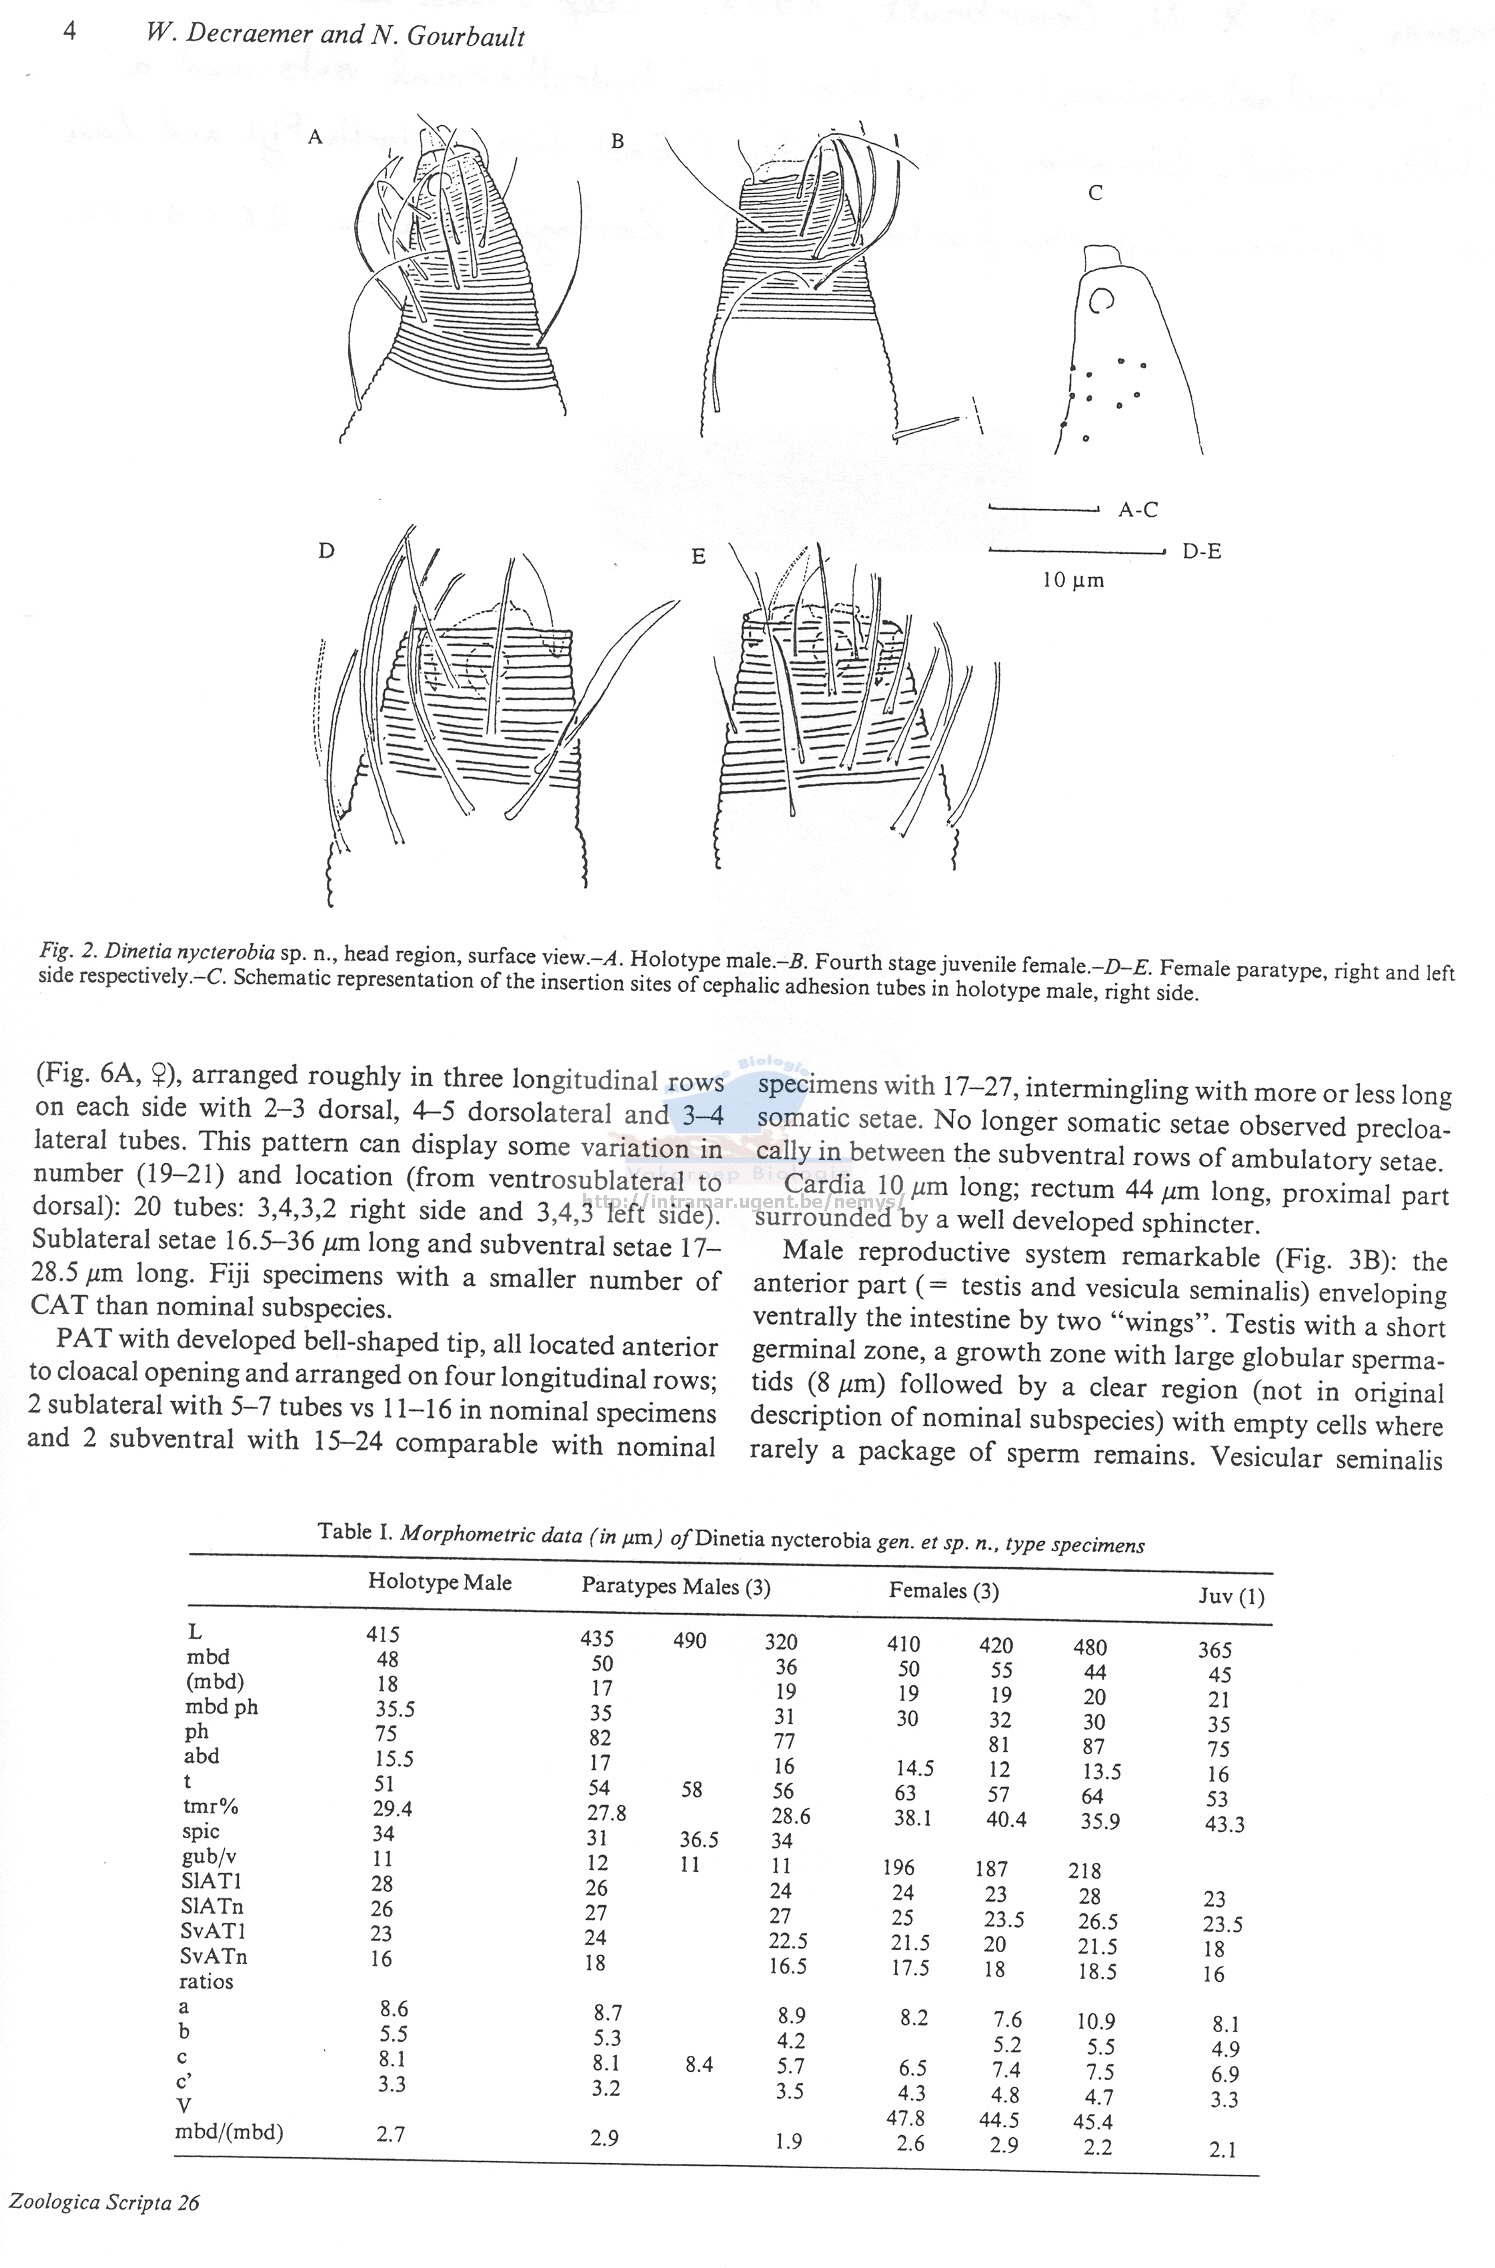 4 W. Decraemer and N. Gourbault
A
B
C
A-C
D
E
D-E
10 µm
Fig. 2. Dinetia nycterobia sp. n., head region, surface view.–A. Holotype male.–B. Fourth stage juvenile female.–D–E. Female paratype, right and left
side respectively.–C. Schematic representation of the insertion sites of cephalic adhesion tubes in holotype male, right side.
(Fig. 6A, ♀), arranged roughly in three longitudinal rows
on each side with 2–3 dorsal, 4–5 dorsolateral and 3–4
lateral tubes. This pattern can display some variation in
number (19–21) and location (from ventrosublateral to
dorsal): 20 tubes: 3,4,3,2 right side and 3,4,3 left side).
Sublateral setae 16.5–36 µm long and subventral setae 17–
28.5 µm long. Fiji specimens with a smaller number of
CAT than nominal subspecies.
PAT with developed bell-shaped tip, all located anterior
to cloacal opening and arranged on four longitudinal rows;
2 sublateral with 5–7 tubes vs 11–16 in nominal specimens
and 2 subventral with 15–24 comparable with nominal
specimens with 17–27, intermingling with more or less long
somatic setae. No longer somatic setae observed precloa-
cally in between the subventral rows of ambulatory setae.
Cardia 10 µm long; rectum 44 µm long, proximal part
surrounded by a well developed sphincter.
Male reproductive system remarkable (Fig. 3B): the
anterior part (= testis and vesicula seminalis) enveloping
ventrally the intestine by two “wings”. Testis with a short
germinal zone, a growth zone with large globular sperma-
tids (8 µm) followed by a clear region (not in original
description of nominal subspecies) with empty cells where
rarely a package of sperm remains. Vesicular seminalis
Biologie
Vakgroep Biologie
http://intramar.ugent.be/nemys/
Table I. Morphometric data (in µm) of Dinetia nycterobia gen. et sp. n., type specimens
Holotype Male Paratypes Males (3) Females (3) Juv (1)
L 415 435 490 320 410 420 480 365
mbd 48 50 36 50 55 44 45
(mbd) 18 17 19 19 19 20 21
mbd ph 35.5 35 31 30 32 30 35
ph 75 82 77 81 87 75
abd 15.5 17 16 14.5 12 13.5 16
t 51 54 58 56 63 57 64 53
tmr% 29.4 27.8 28.6 38.1 40.4 35.9 43.3
spic 34 31 36.5 34
gub/v 11 12 11 11 196 187 218
SlAT1 28 26 24 24 23 28 23
SlATn 26 27 27 25 23.5 26.5 23.5
SvAT1 23 24 22.5 21.5 20 21.5 18
SvATn 16 18 16.5 17.5 18 18.5 16
ratios
a 8.6 8.7 8.9 8.2 7.6 10.9 8.1
b 5.5 5.3 4.2 5.2 5.5 4.9
c 8.1 8.1 8.4 5.7 6.5 7.4 7.5 6.9
c’ 3.3 3.2 3.5 4.3 4.8 4.7 3.3
V 47.8 44.5 45.4
mbd/(mbd) 2.7 2.9 1.9 2.6 2.9 2.2 2.1
Zoologica Scripta 26